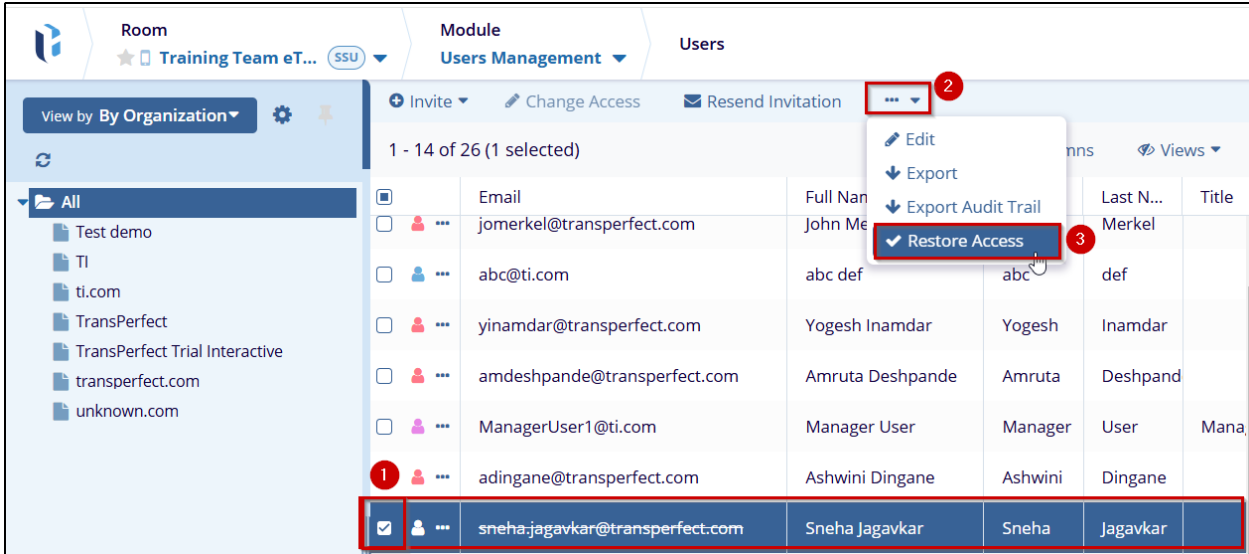 Room
Training Team eT... SSU
Module
Users Management
Users
View by By Organization
All
Test demo
TI
ti.com
TransPerfect
TransPerfect Trial Interactive
transperfect.com
unknown.com
Invite Change Access Resend Invitation ... 2
1 - 14 of 26 (1 selected) Views
Edit
Export
Export Audit Trail
Restore Access 3
Email Full Nan Last N... Title
jomerkel@transperfect.com John Me Merkel
abc@ti.com abc def abc def
yinamdar@transperfect.com Yogesh Inamdar Yogesh Inamdar
amdeshpande@transperfect.com Amruta Deshpande Amruta Deshpand
ManagerUser1@ti.com Manager User Manager User Mana
1 adingane@transperfect.com Ashwini Dingane Ashwini Dingane
sneha.jagavkar@transperfect.com Sneha Jagavkar Sneha Jagavkar